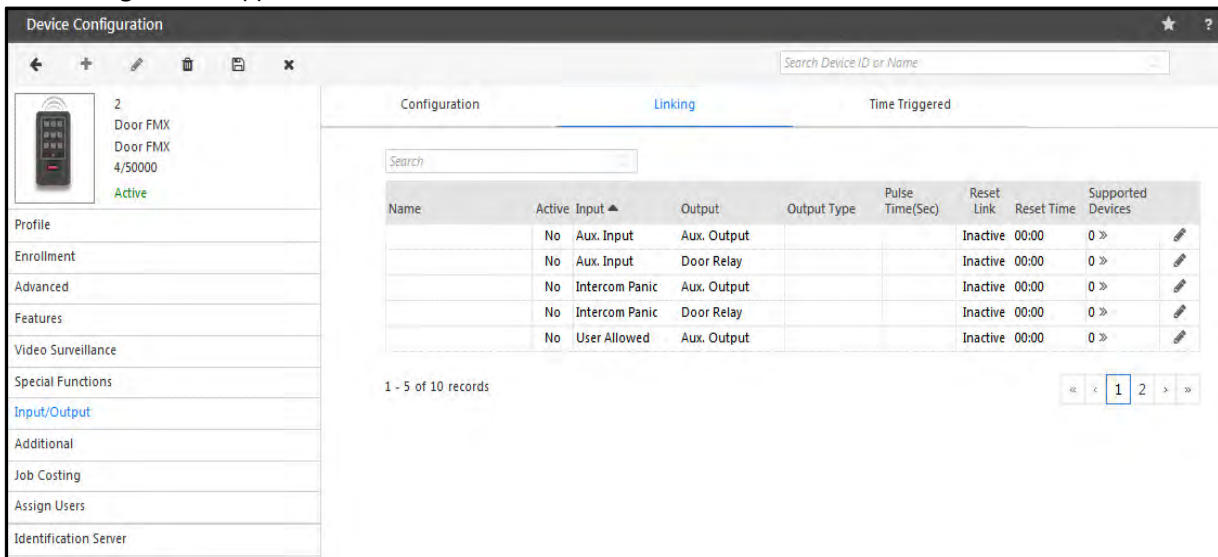 Device Configuration
?
Search Device ID or Name
2
Door FMX
Door FMX
4/50000
Active
Profile
Enrollment
Advanced
Features
Video Surveillance
Special Functions
Input/Output
Additional
Job Costing
Assign Users
Identification Server
Configuration Linking Time Triggered
Search
Name Active Input Output Output Type Pulse Time(Sec) Reset Link Reset Time Supported Devices
No Aux. Input Aux. Output Inactive 00:00 0 »
No Aux. Input Door Relay Inactive 00:00 0 »
No Intercom Panic Aux. Output Inactive 00:00 0 »
No Intercom Panic Door Relay Inactive 00:00 0 »
No User Allowed Aux. Output Inactive 00:00 0 »
1 - 5 of 10 records « ‹ 1 2 › »